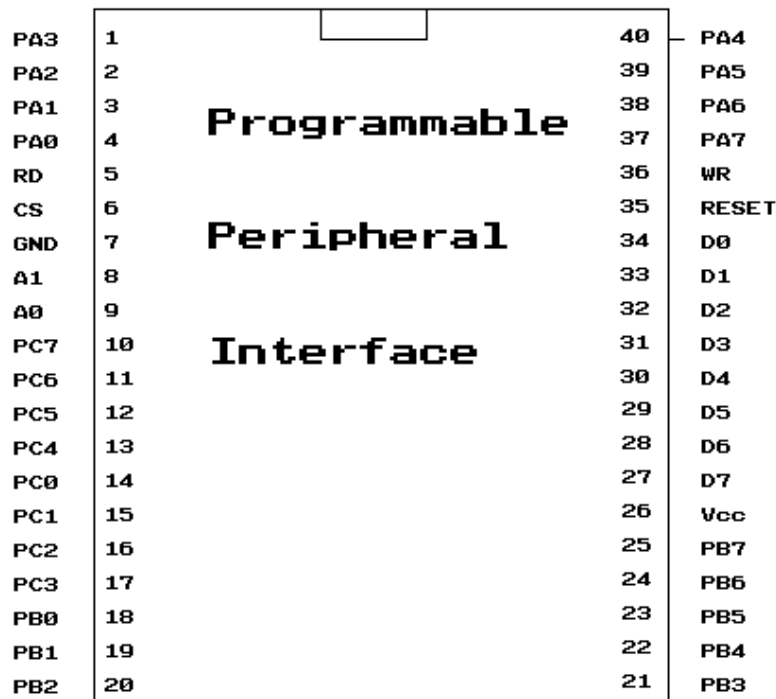 PA3 1 40 PA4
PA2 2 39 PA5
PA1 3 38 PA6
Programmable
PA0 4 37 PA7
RD 5 36 WR
CS 6 35 RESET
Peripheral
GND 7 34 D0
A1 8 33 D1
A0 9 32 D2
PC7 10 31 D3
Interface
PC6 11 30 D4
PC5 12 29 D5
PC4 13 28 D6
PC0 14 27 D7
PC1 15 26 Vcc
PC2 16 25 PB7
PC3 17 24 PB6
PB0 18 23 PB5
PB1 19 22 PB4
PB2 20 21 PB3